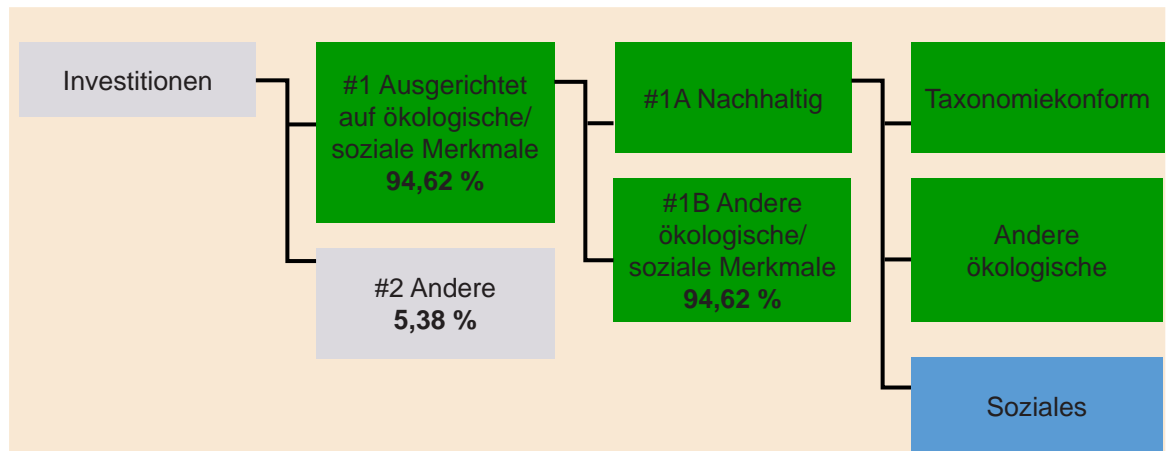 Investitionen
#1 Ausgerichtet
auf ökologische/
soziale Merkmale
94,62 %
#2 Andere
5,38 %
#1A Nachhaltig
#1B Andere
ökologische/
soziale Merkmale
94,62 %
Taxonomiekonform
Andere
ökologische
Soziales